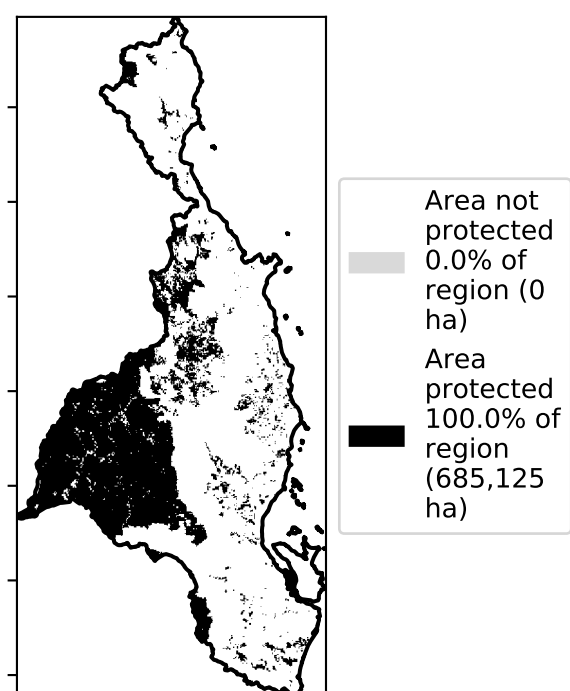 Area not
protected
0.0% of
region (0
ha)
Area
protected
100.0% of
region
(685,125
ha)